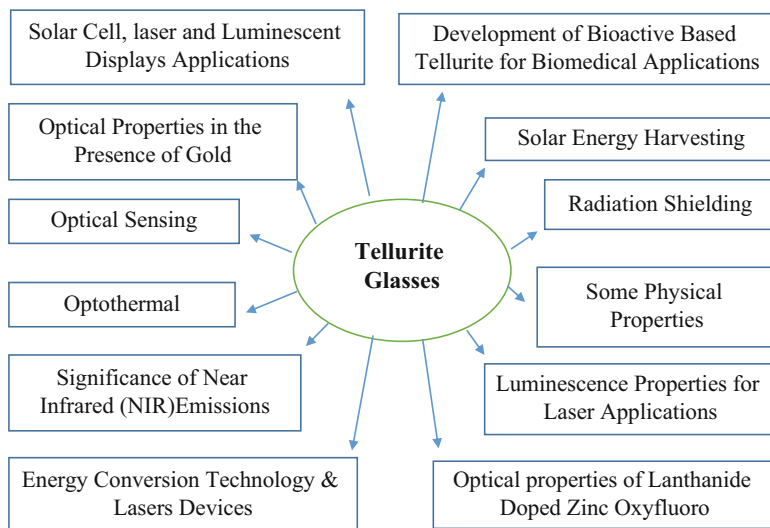 Solar Cell, laser and Luminescent
Displays Applications
Development of Bioactive Based
Tellurite for Biomedical Applications
Optical Properties in the
Presence of Gold
Solar Energy Harvesting
Optical Sensing
Radiation Shielding
Tellurite
Glasses
Optothermal
Some Physical
Properties
Significance of Near
Infrared (NIR)Emissions
Luminescence Properties for
Laser Applications
Energy Conversion Technology &
Lasers Devices
Optical properties of Lanthanide
Doped Zinc Oxyfluoro